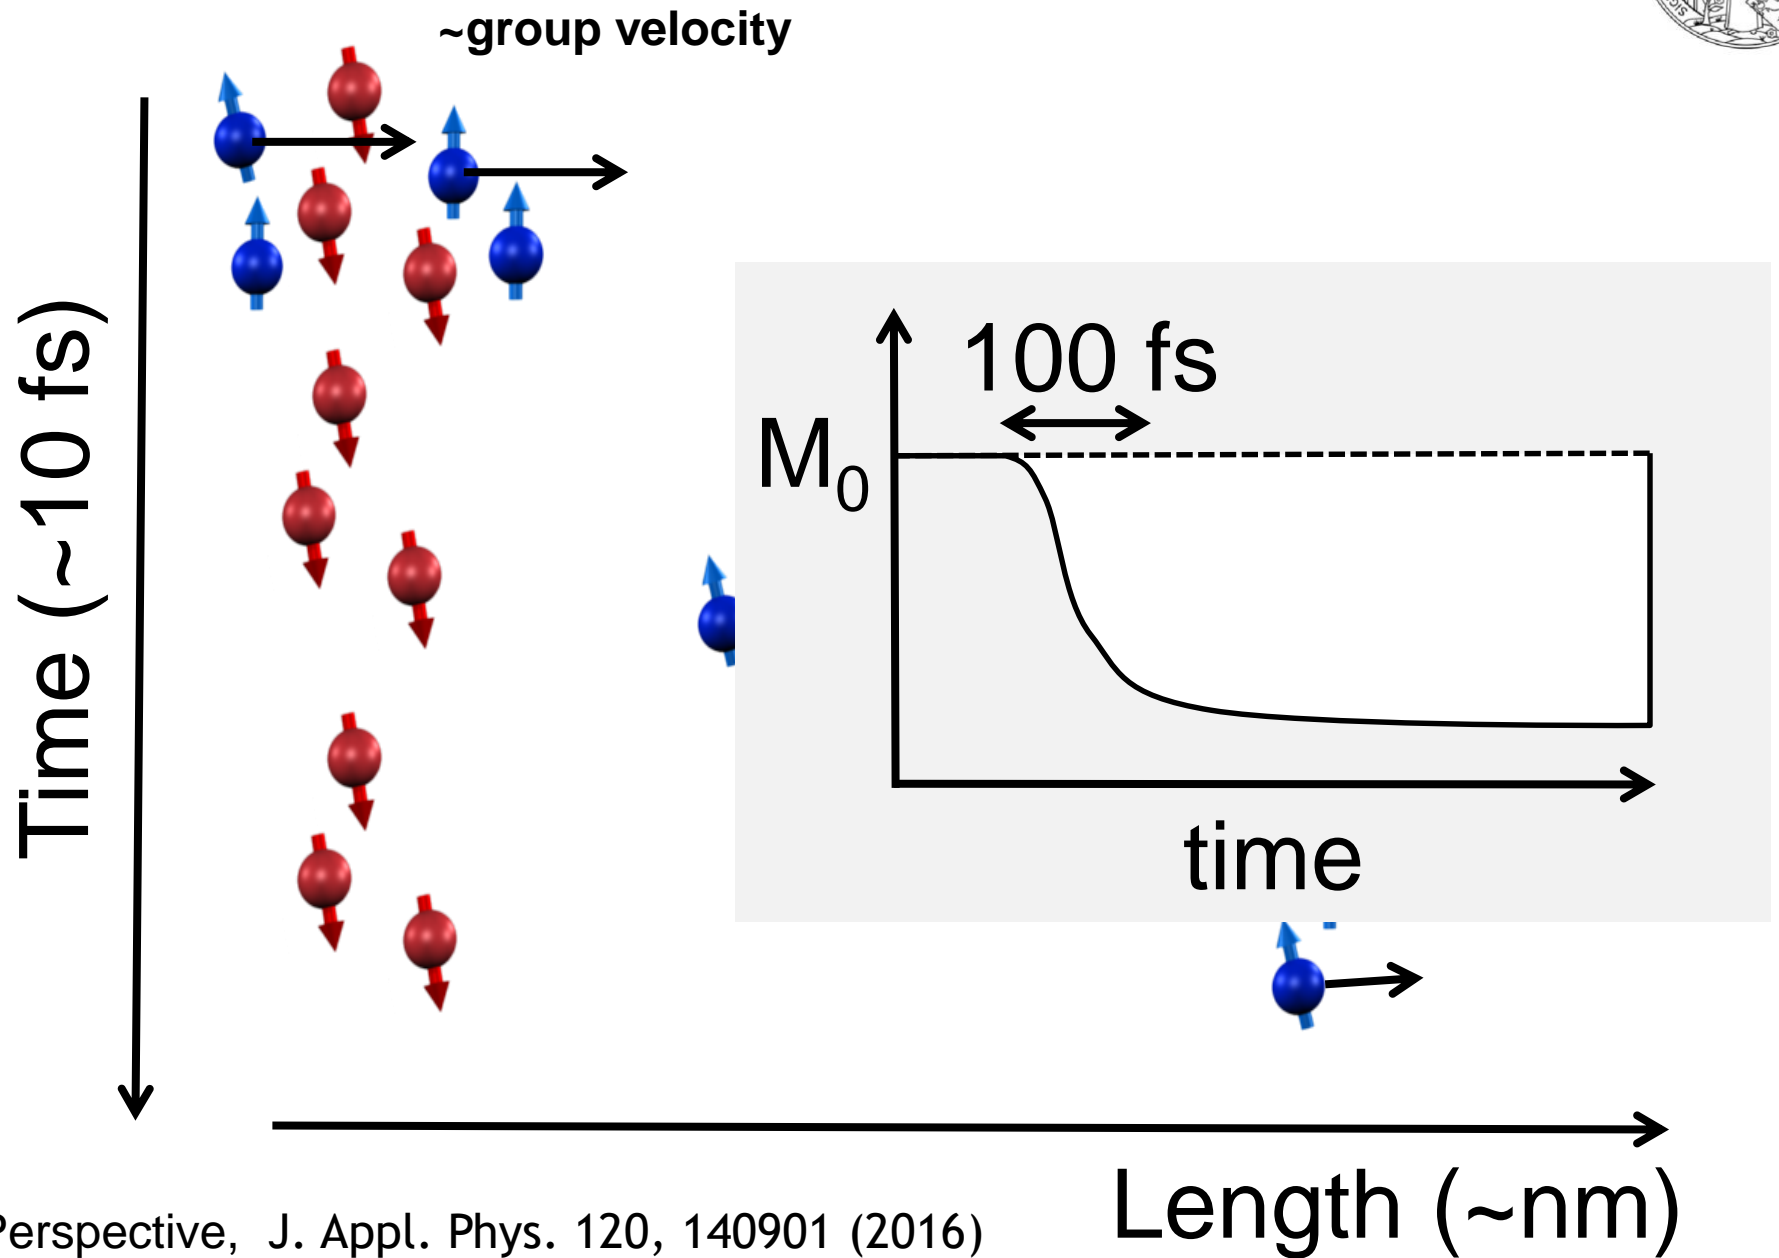 ~group velocity
Time (~10 fs)
100 fs
M₀
time
Length (~nm)
Perspective, J. Appl. Phys. 120, 140901 (2016)